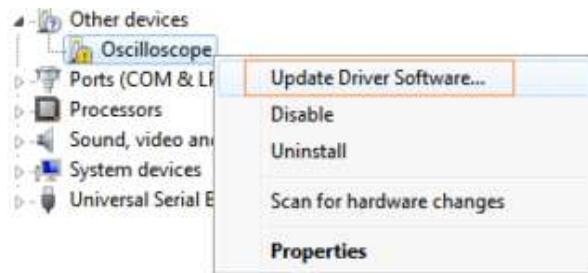 Other devices
Oscilloscope
Ports (COM & LP
Processors
Sound, video and
System devices
Universal Serial B
Update Driver Software...
Disable
Uninstall
Scan for hardware changes
Properties